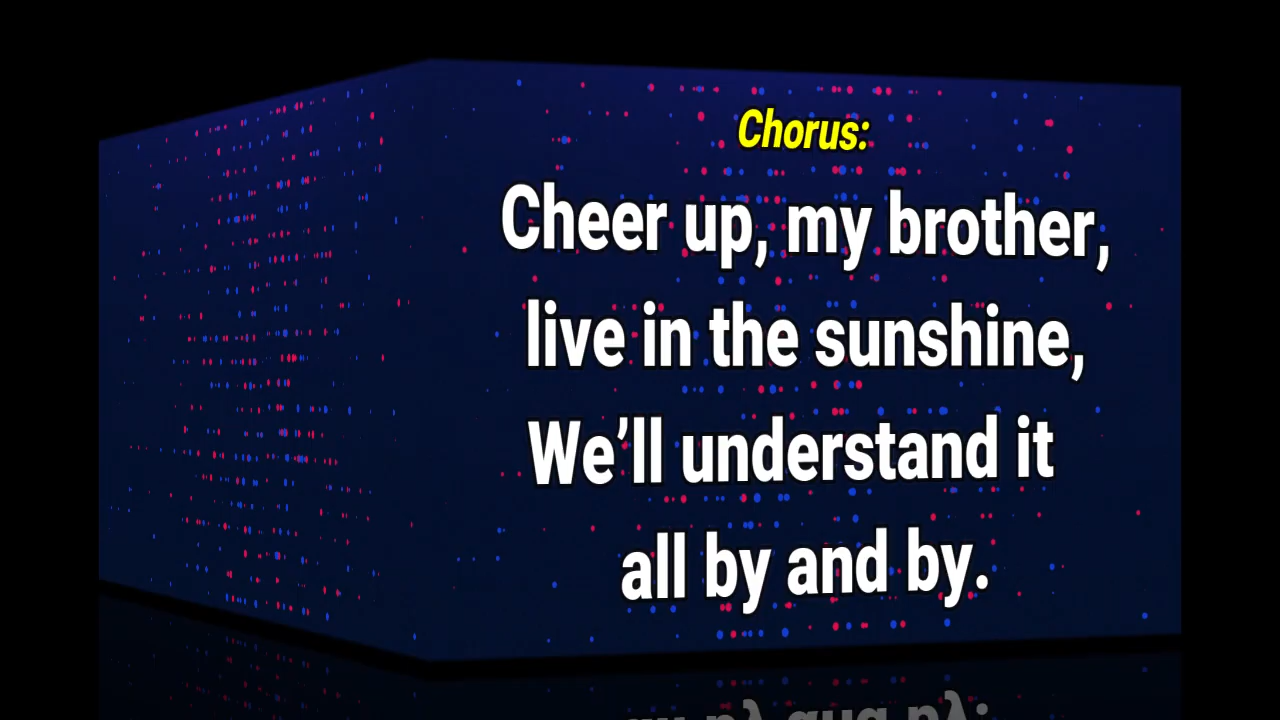 Chorus:
Cheer up, my brother,
live in the sunshine,
We’ll understand it
all by and by.